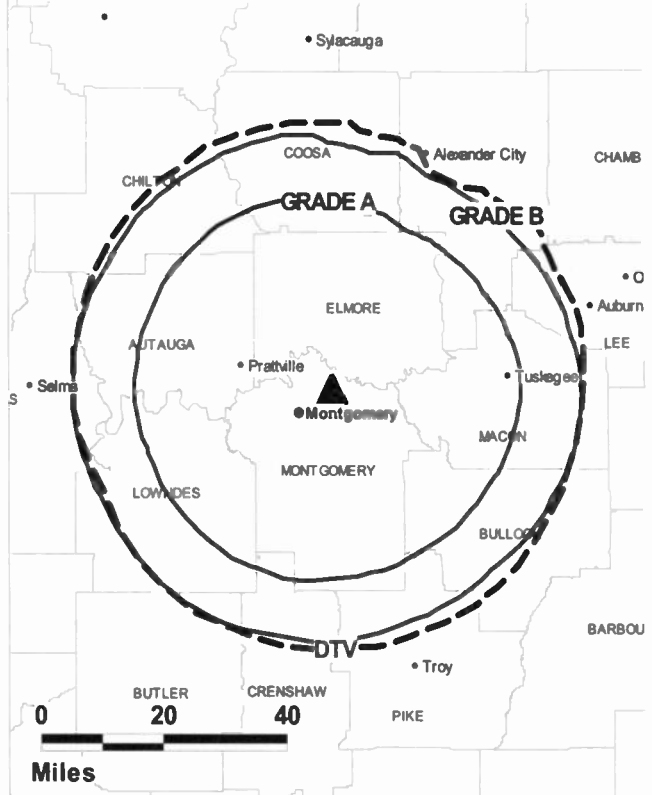 Sylacauga
COOSA
Alexander City
CHAMB
CHILTON
GRADE A
GRADE B
O
Auburn
ELMORE
LEE
AUTAUGA
Prattville
Tuskegee
Selma
S
Montgomery
MACON
MONTGOMERY
LOWNDES
BULLOC
BARBOU
DTV
Troy
BUTLER
CRENSHAW
PIKE
0 20 40
Miles